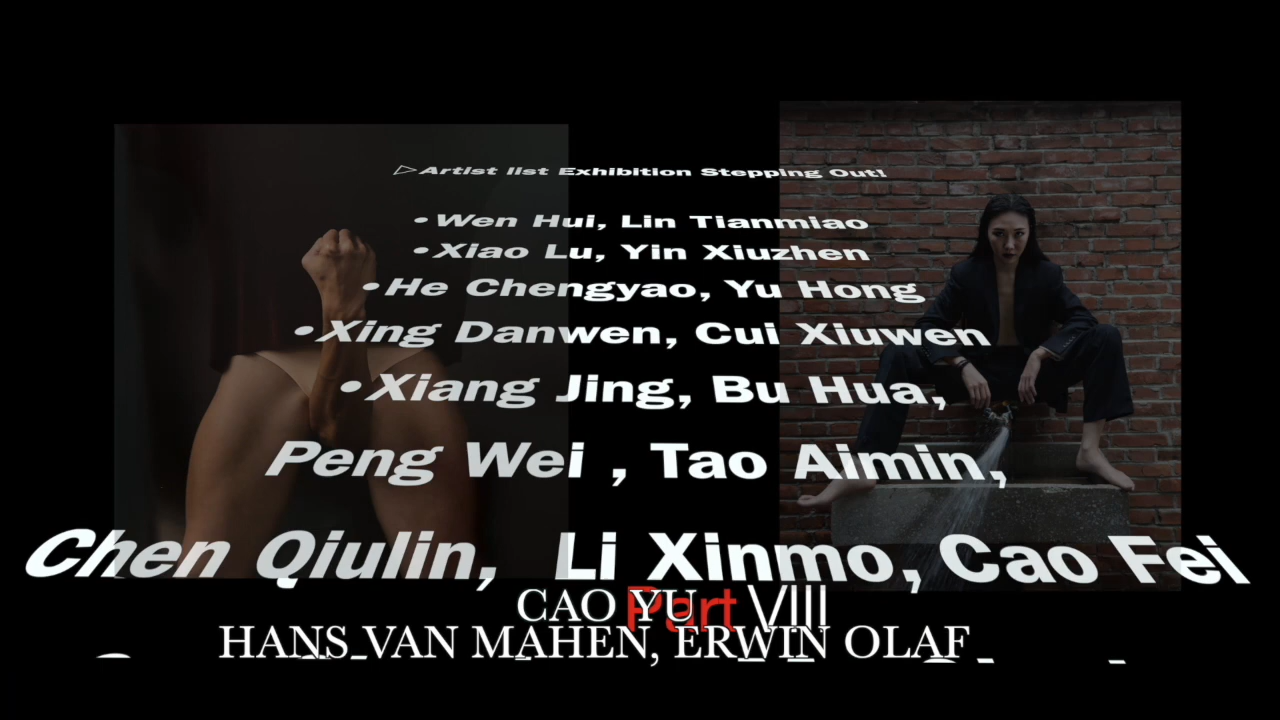 ▷Artist list Exhibition Stepping Out!
•Wen Hui, Lin Tianmiao
•Xiao Lu, Yin Xiuzhen
•He Chengyao, Yu Hong
•Xing Danwen, Cui Xiuwen
•Xiang Jing, Bu Hua,
Peng Wei , Tao Aimin,
Chen Qiulin, Li Xinmo, Cao Fei
Part VIII
CAO YU
HANS VAN MAHEN, ERWIN OLAF